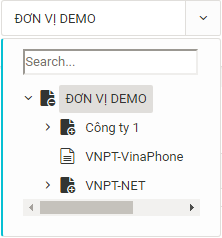 ĐƠN VỊ DEMO
Search...
ĐƠN VỊ DEMO
Công ty 1
VNPT-VinaPhone
VNPT-NET